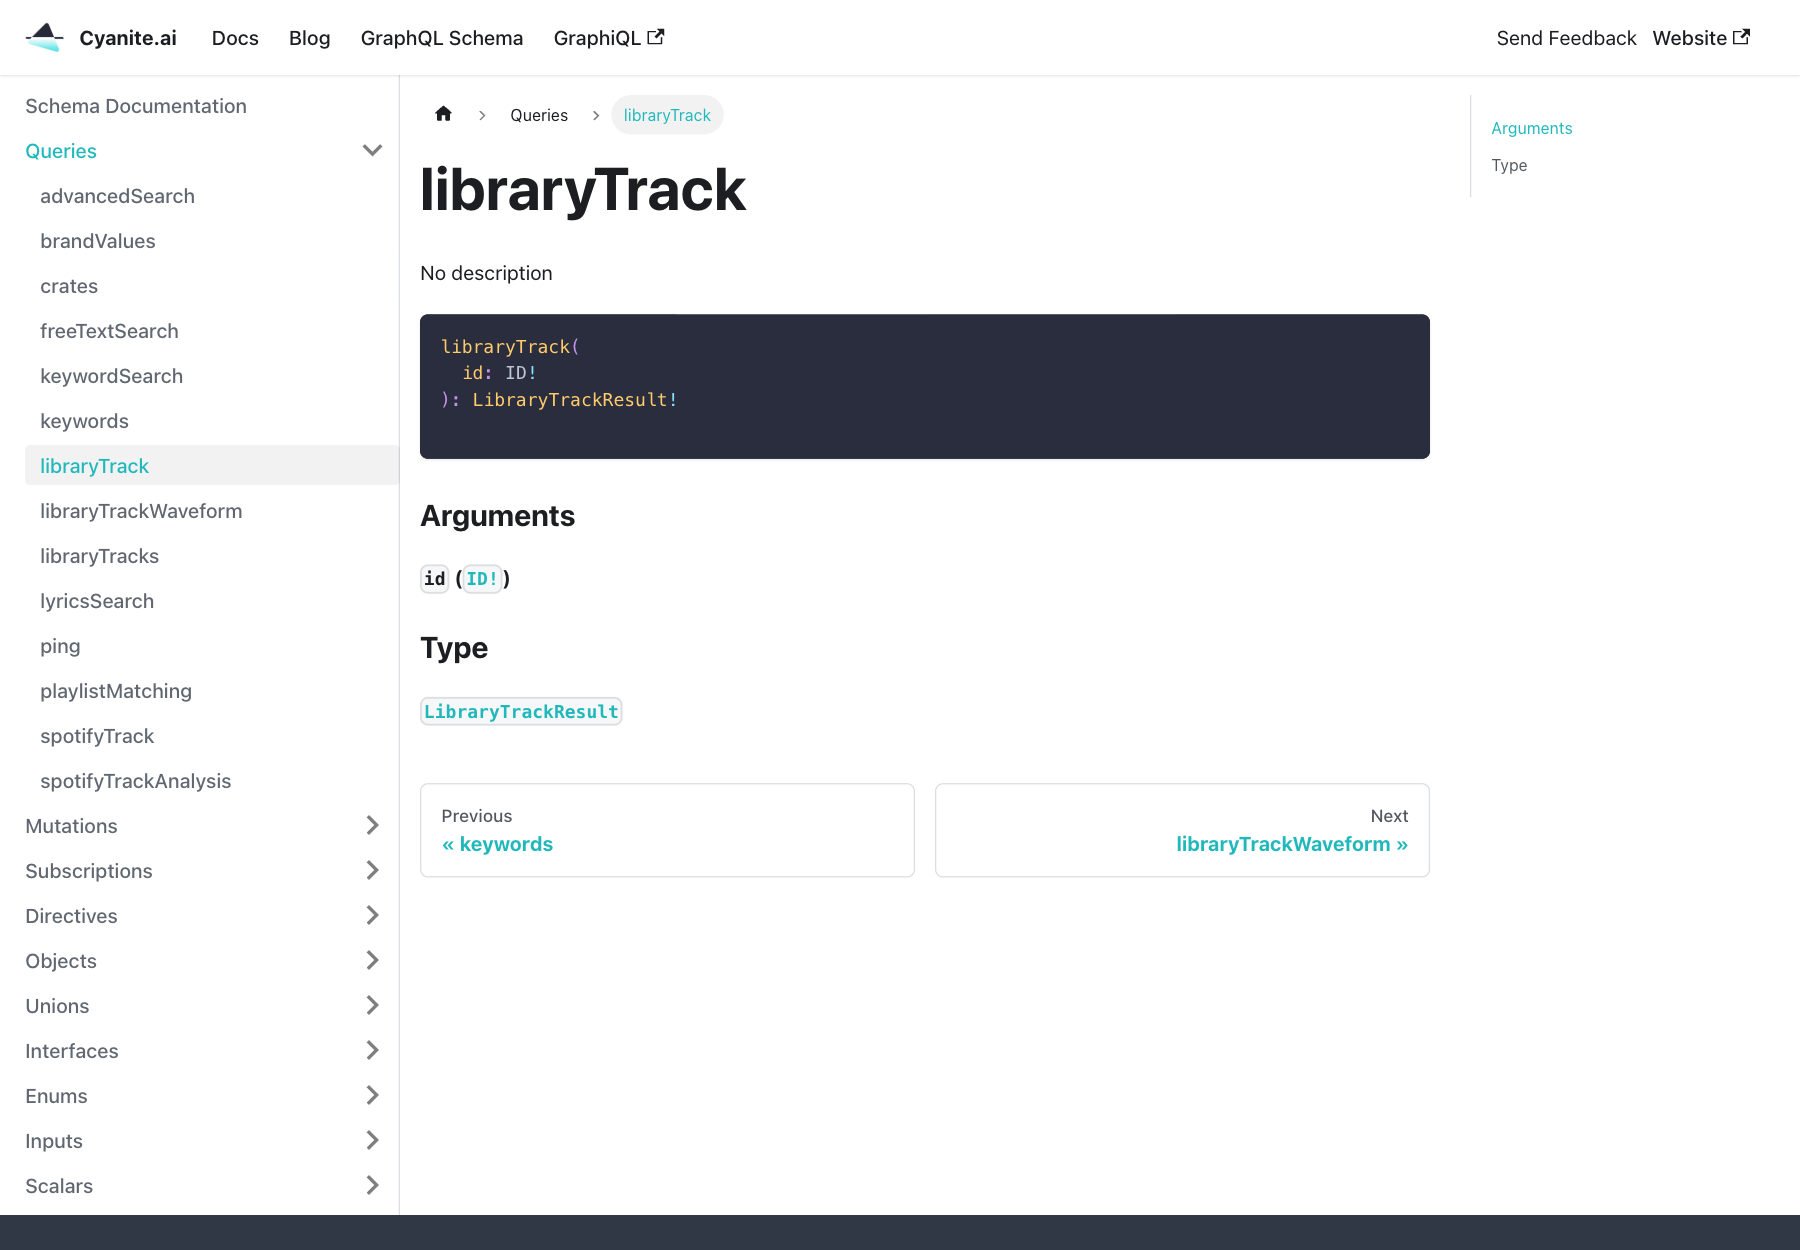 Cyanite.ai Docs Blog GraphQL Schema GraphiQL Send Feedback Website
Schema Documentation
Queries
advancedSearch
brandValues
crates
freeTextSearch
keywordSearch
keywords
libraryTrack
libraryTrackWaveform
libraryTracks
lyricsSearch
ping
playlistMatching
spotifyTrack
spotifyTrackAnalysis
Mutations
Subscriptions
Directives
Objects
Unions
Interfaces
Enums
Inputs
Scalars
Queries libraryTrack
libraryTrack
No description
libraryTrack(
  id: ID!
): LibraryTrackResult!
Arguments
id (ID!)
Type
LibraryTrackResult
Previous
« keywords
Next
libraryTrackWaveform »
Arguments
Type